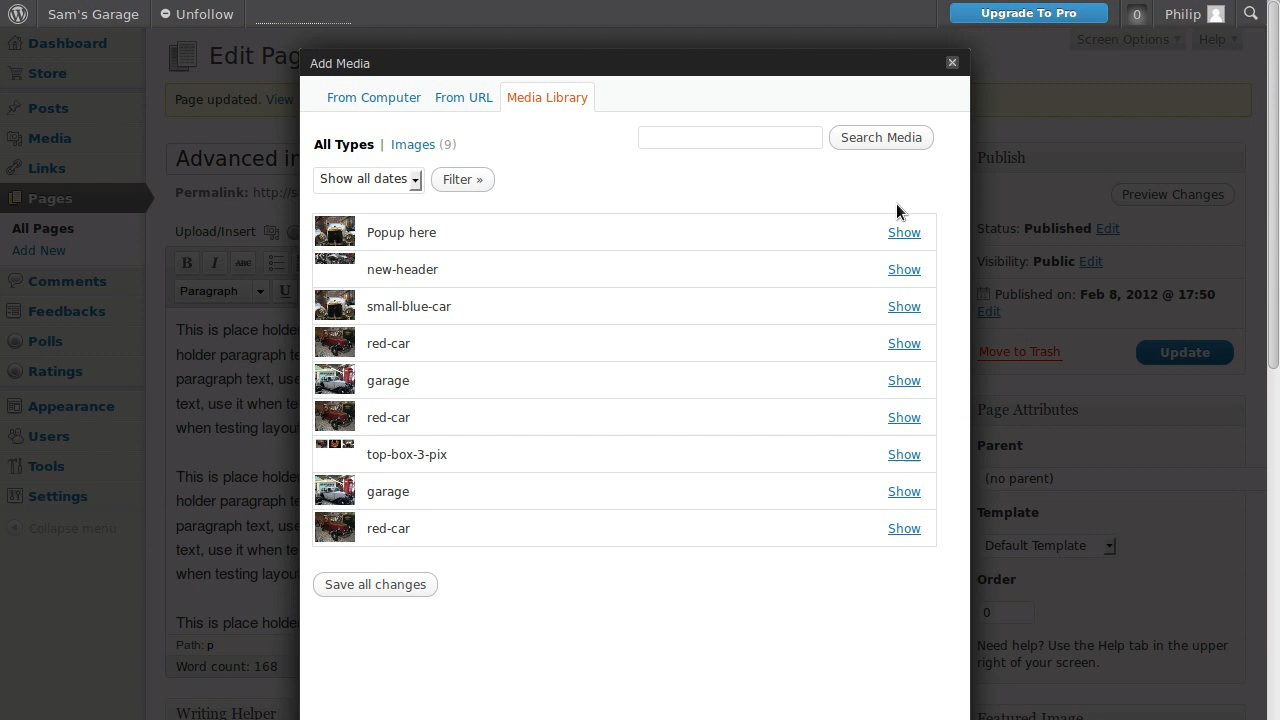 Sam's Garage
Unfollow
Upgrade To Pro
0
Philip
Dashboard
Store
Posts
Media
Links
Pages
All Pages
Add New
Comments
Feedbacks
Polls
Ratings
Appearance
Users
Tools
Settings
Collapse menu
Edit Pag
Screen Options
Help
Page updated. View
Advanced in
Permalink: http://s
Upload/Insert
B I ABC
Paragraph U
This is place holde
holder paragraph te
paragraph text, use
text, use it when te
when testing layou
This is place holde
holder paragraph te
paragraph text, use
text, use it when te
when testing layou
This is place holde
Path: p
Word count: 168
Writing Helper
Add Media
From Computer
From URL
Media Library
All Types | Images (9)
Search Media
Show all dates
Filter »
Popup here Show
new-header Show
small-blue-car Show
red-car Show
garage Show
red-car Show
top-box-3-pix Show
garage Show
red-car Show
Save all changes
Publish
Preview Changes
Status: Published Edit
Visibility: Public Edit
Published on: Feb 8, 2012 @ 17:50
Edit
Move to Trash
Update
Page Attributes
Parent
(no parent)
Template
Default Template
Order
0
Need help? Use the Help tab in the upper
right of your screen.
Featured Image